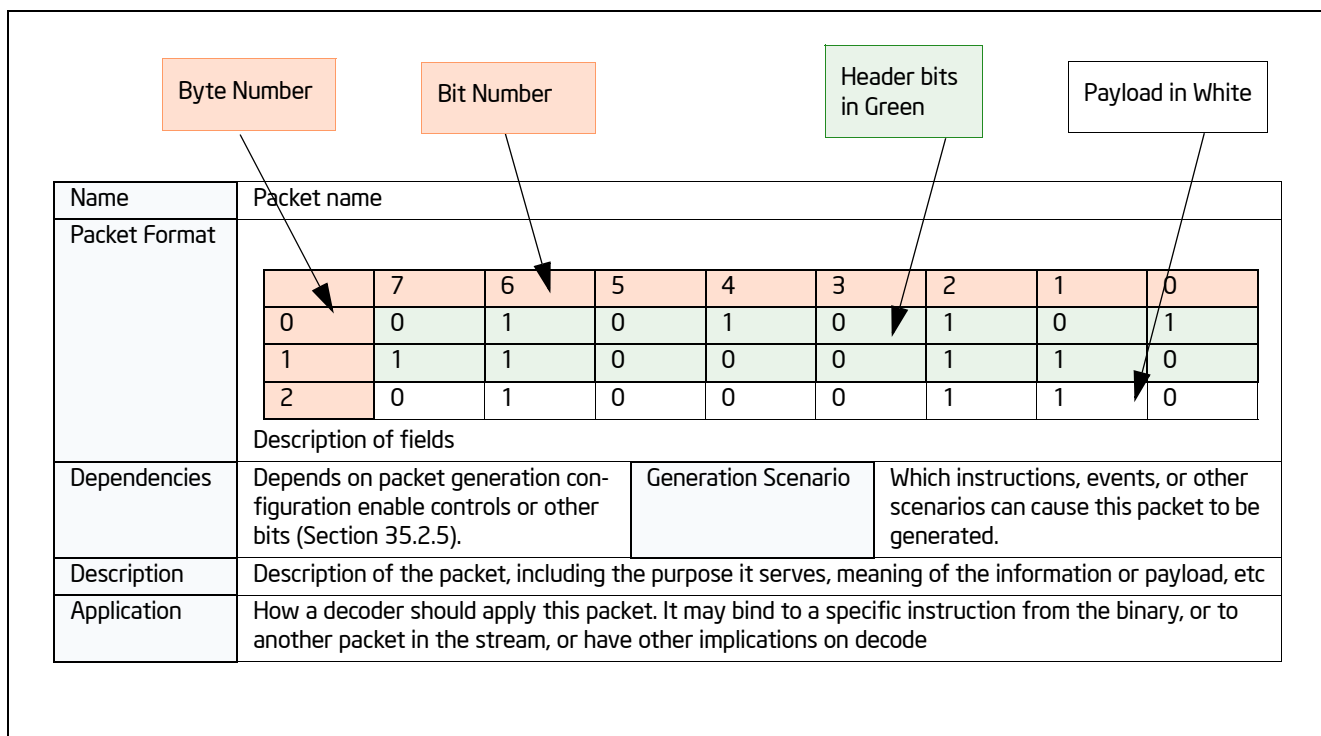 Byte Number
Bit Number
Header bits
in Green
Payload in White
Name Packet name
Packet Format
7 6 5 4 3 2 1 0
0 0 1 0 1 0 1 0 1
1 1 1 0 0 0 1 1 0
2 0 1 0 0 0 1 1 0
Description of fields
Dependencies
Depends on packet generation con-
figuration enable controls or other
bits (Section 35.2.5).
Generation Scenario
Which instructions, events, or other
scenarios can cause this packet to be
generated.
Description Description of the packet, including the purpose it serves, meaning of the information or payload, etc
Application How a decoder should apply this packet. It may bind to a specific instruction from the binary, or to
another packet in the stream, or have other implications on decode